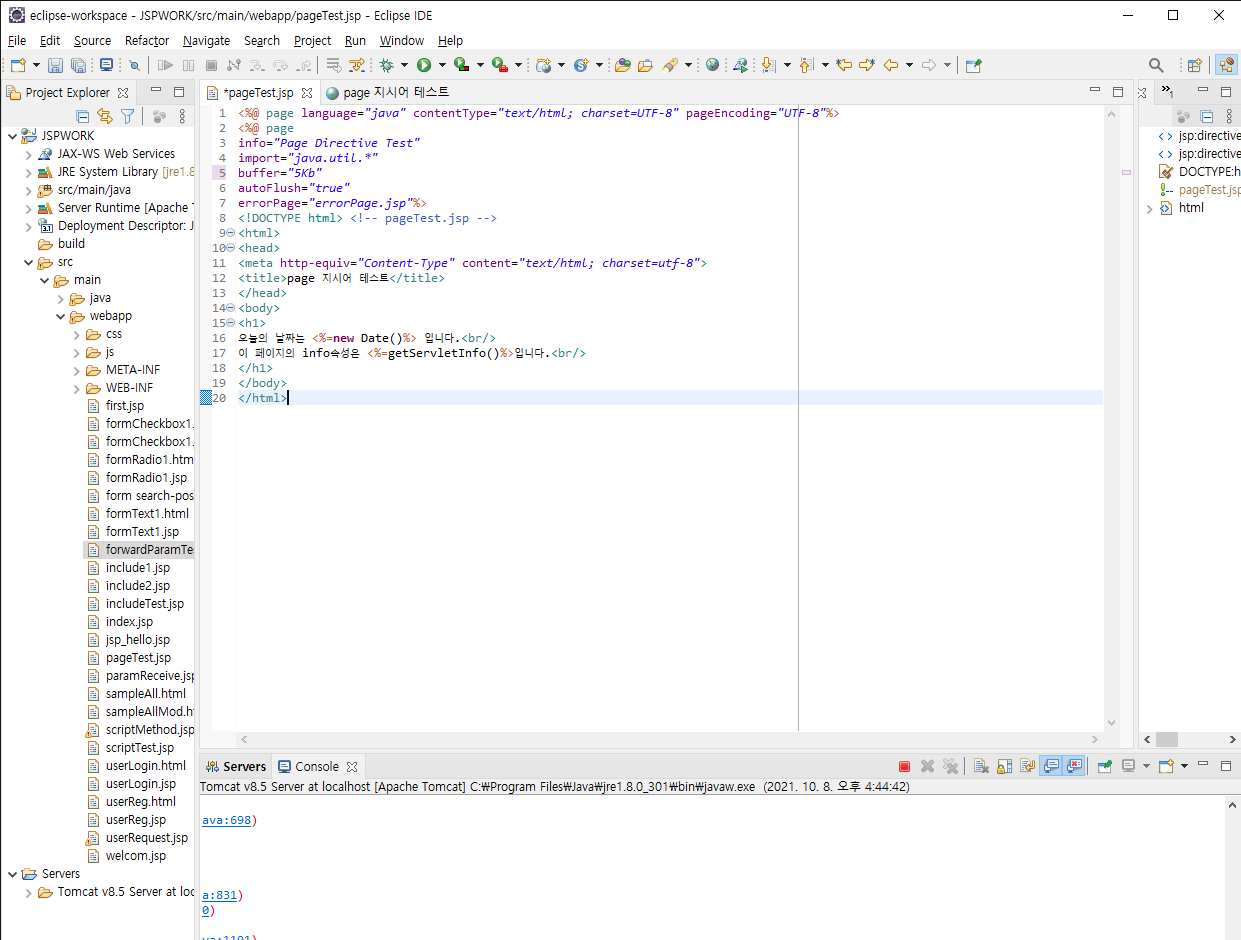 eclipse-workspace - JSPWORK/src/main/webapp/pageTest.jsp - Eclipse IDE
File Edit Source Refactor Navigate Search Project Run Window Help
Project Explorer
JSPWORK
JAX-WS Web Services
JRE System Library [jre1.8
src/main/java
Server Runtime [Apache T
Deployment Descriptor: J
build
src
main
java
webapp
css
js
META-INF
WEB-INF
first.jsp
formCheckbox1.
formCheckbox1.
formRadio1.htm
formRadio1.jsp
form search-pos
formText1.html
formText1.jsp
forwardParamTe
include1.jsp
include2.jsp
includeTest.jsp
index.jsp
jsp_hello.jsp
pageTest.jsp
paramReceive.jsp
sampleAll.html
sampleAllMod.h
scriptMethod.jsp
scriptTest.jsp
userLogin.html
userLogin.jsp
userReg.html
userReg.jsp
userRequest.jsp
welcom.jsp
Servers
Tomcat v8.5 Server at loc
*pageTest.jsp page 지시어 테스트
1 <%@ page language="java" contentType="text/html; charset=UTF-8" pageEncoding="UTF-8"%>
2 <%@ page
3 info="Page Directive Test"
4 import="java.util.*"
5 buffer="5Kb"
6 autoFlush="true"
7 errorPage="errorPage.jsp"%>
8 <!DOCTYPE html> <!-- pageTest.jsp -->
9 <html>
10 <head>
11 <meta http-equiv="Content-Type" content="text/html; charset=utf-8">
12 <title>page 지시어 테스트</title>
13 </head>
14 <body>
15 <h1>
16 오늘의 날짜는 <%=new Date()%> 입니다.<br/>
17 이 페이지의 info속성은 <%=getServletInfo()%>입니다.<br/>
18 </h1>
19 </body>
20 </html>
1
jsp:directive
jsp:directive
DOCTYPE:h
pageTest.jsp
html
Servers Console
Tomcat v8.5 Server at localhost [Apache Tomcat] C:₩Program Files₩Java₩jre1.8.0_301₩bin₩javaw.exe (2021. 10. 8. 오후 4:44:42)
ava:698)
a:831)
0)
va:1191)